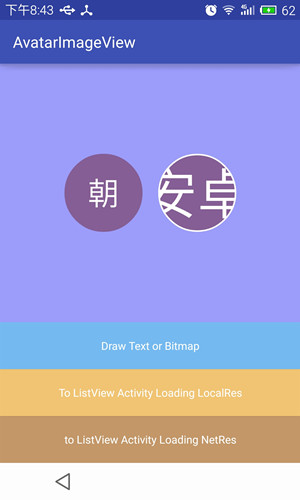 下午8:43
62
AvatarImageView
朝
安卓
Draw Text or Bitmap
To ListView Activity Loading LocalRes
to ListView Activity Loading NetRes